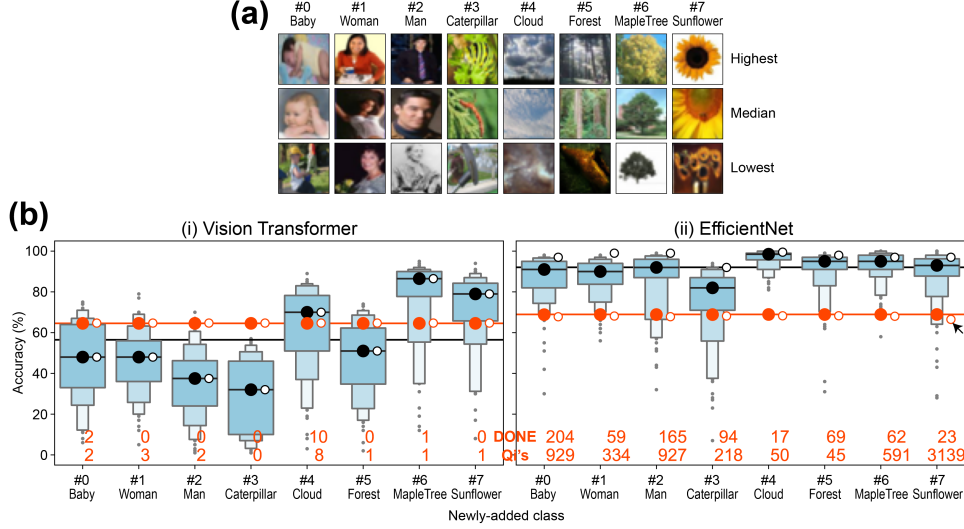 (a)
#0 #1 #2 #3 #4 #5 #6 #7
Baby Woman Man Caterpillar Cloud Forest MapleTree Sunflower
Highest
Median
Lowest
(b)
(i) Vision Transformer
(ii) EfficientNet
Accuracy (%)
100
80
60
40
20
0
2 0 0 0 10 0 1 0 DONE 204 59 165 94 17 69 62 23
2 3 2 0 8 1 1 1 Qi's 929 334 927 218 50 45 591 3139
#0 #1 #2 #3 #4 #5 #6 #7 #0 #1 #2 #3 #4 #5 #6 #7
Baby Woman Man Caterpillar Cloud Forest MapleTree Sunflower Baby Woman Man Caterpillar Cloud Forest MapleTree Sunflower
Newly-added class